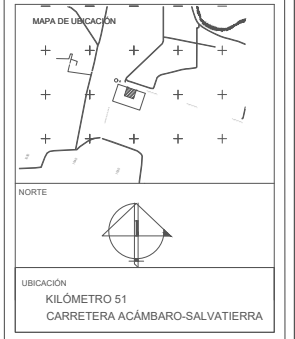 MAPA DE UBICACIÓN
NORTE
UBICACIÓN
KILÓMETRO 51
CARRETERA ACÁMBARO-SALVATIERRA